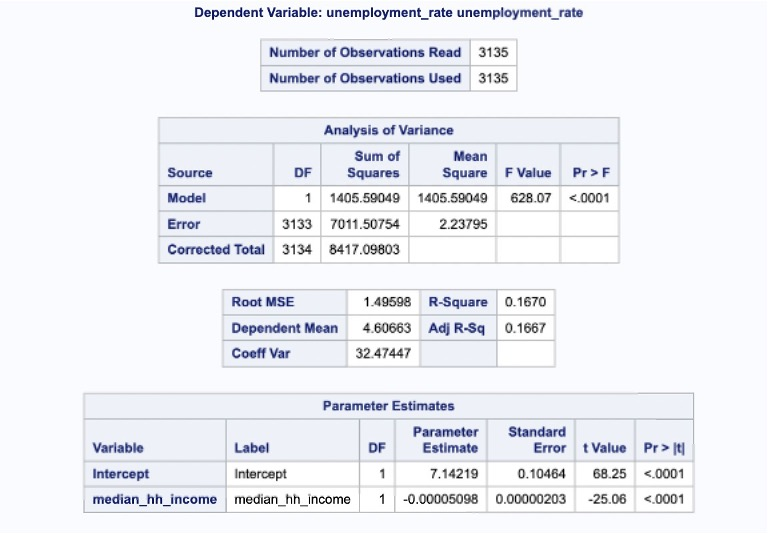 Dependent Variable: unemployment_rate unemployment_rate
Number of Observations Read 3135
Number of Observations Used 3135
Analysis of Variance
Source DF Sum of Squares Mean Square F Value Pr > F
Model 1 1405.59049 1405.59049 628.07 <.0001
Error 3133 7011.50754 2.23795
Corrected Total 3134 8417.09803
Root MSE 1.49598 R-Square 0.1670
Dependent Mean 4.60663 Adj R-Sq 0.1667
Coeff Var 32.47447
Parameter Estimates
Variable Label DF Parameter Estimate Standard Error t Value Pr > |t|
Intercept Intercept 1 7.14219 0.10464 68.25 <.0001
median_hh_income median_hh_income 1 -0.00005098 0.00000203 -25.06 <.0001